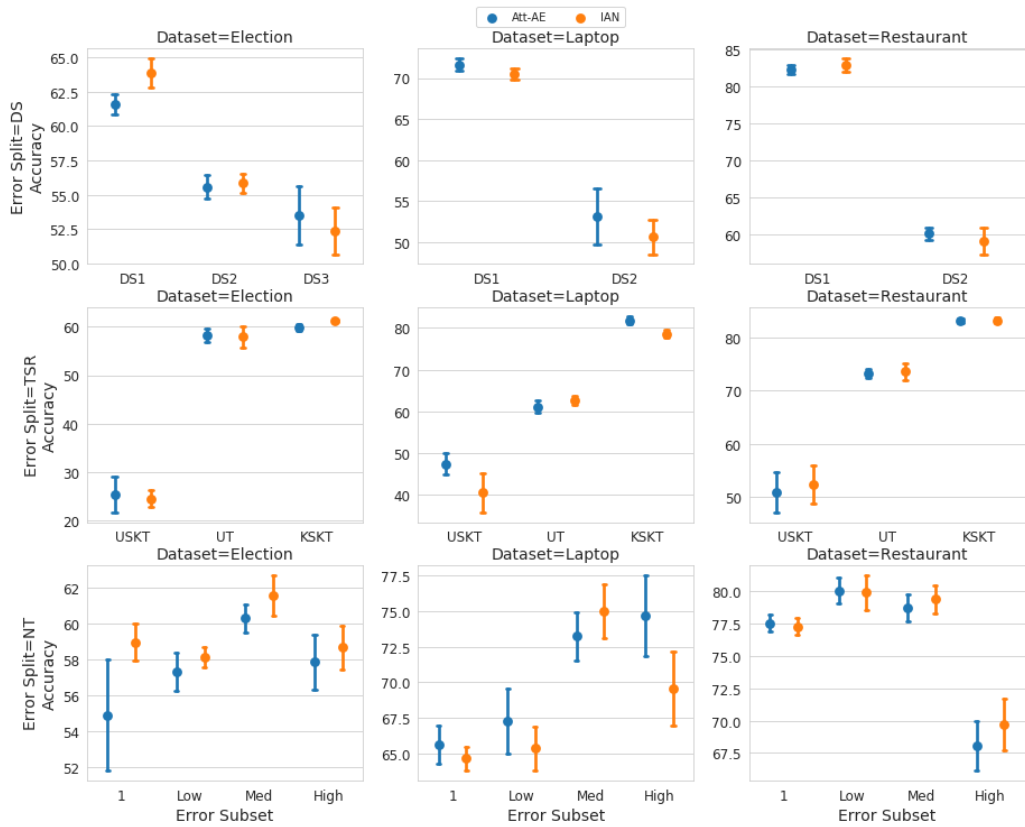 Att-AE IAN
Dataset=Election Dataset=Laptop Dataset=Restaurant
Error Split=DS
Accuracy
65.0
62.5
60.0
57.5
55.0
52.5
50.0
DS1 DS2 DS3
70
65
60
55
50
DS1 DS2
85
80
75
70
65
60
DS1 DS2
Dataset=Election Dataset=Laptop Dataset=Restaurant
Error Split=TSR
Accuracy
60
50
40
30
20
USKT UT KSKT
80
70
60
50
40
USKT UT KSKT
80
70
60
50
USKT UT KSKT
Dataset=Election Dataset=Laptop Dataset=Restaurant
Error Split=NT
Accuracy
62
60
58
56
54
52
1 Low Med High
Error Subset
77.5
75.0
72.5
70.0
67.5
65.0
1 Low Med High
Error Subset
80.0
77.5
75.0
72.5
70.0
67.5
1 Low Med High
Error Subset